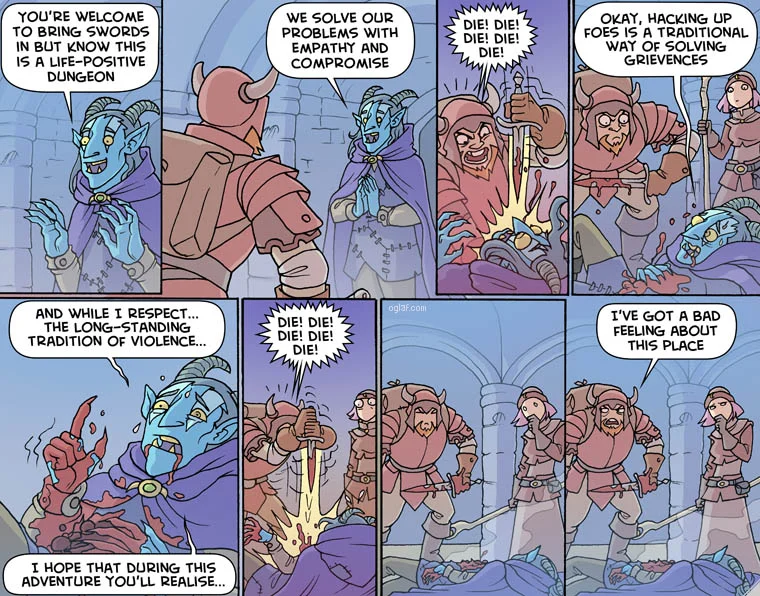 YOU'RE WELCOME
TO BRING SWORDS
IN BUT KNOW THIS
IS A LIFE-POSITIVE
DUNGEON
WE SOLVE OUR
PROBLEMS WITH
EMPATHY AND
COMPROMISE
DIE! DIE!
DIE! DIE!
DIE!
OKAY, HACKING UP
FOES IS A TRADITIONAL
WAY OF SOLVING
GRIEVENCES
AND WHILE I RESPECT...
THE LONG-STANDING
TRADITION OF VIOLENCE...
I HOPE THAT DURING THIS
ADVENTURE YOU'LL REALISE...
DIE! DIE!
DIE! DIE!
DIE!
oglaf.com
I'VE GOT A BAD
FEELING ABOUT
THIS PLACE